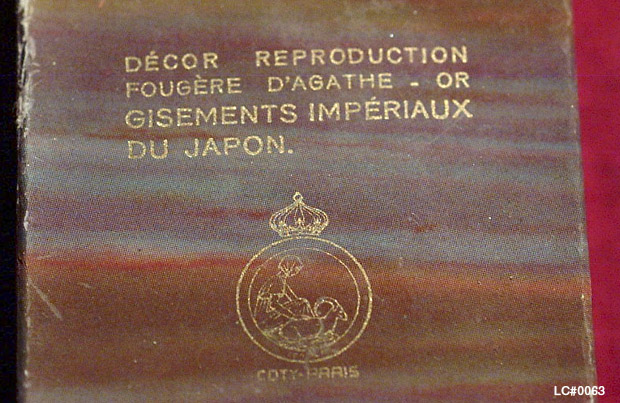 DÉCOR REPRODUCTION
FOUGÈRE D'AGATHE - OR
GISEMENTS IMPÉRIAUX
DU JAPON.
COTY-PARIS
LC#0063